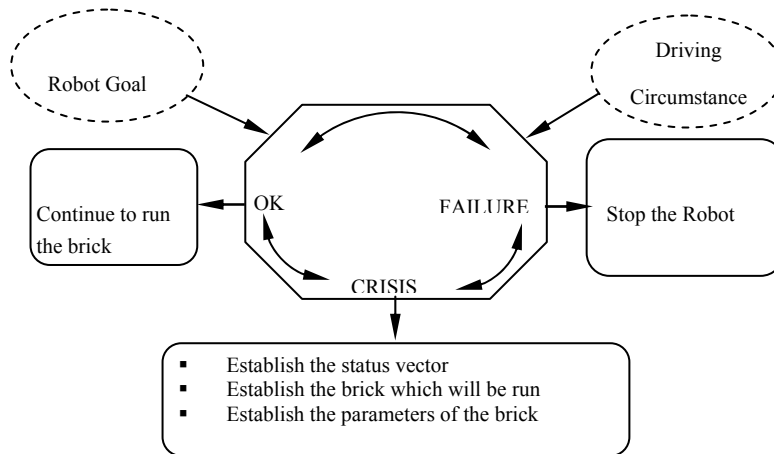 Robot Goal
Driving
Circumstance
Continue to run
the brick
OK
FAILURE
Stop the Robot
CRISIS
▪ Establish the status vector
▪ Establish the brick which will be run
▪ Establish the parameters of the brick